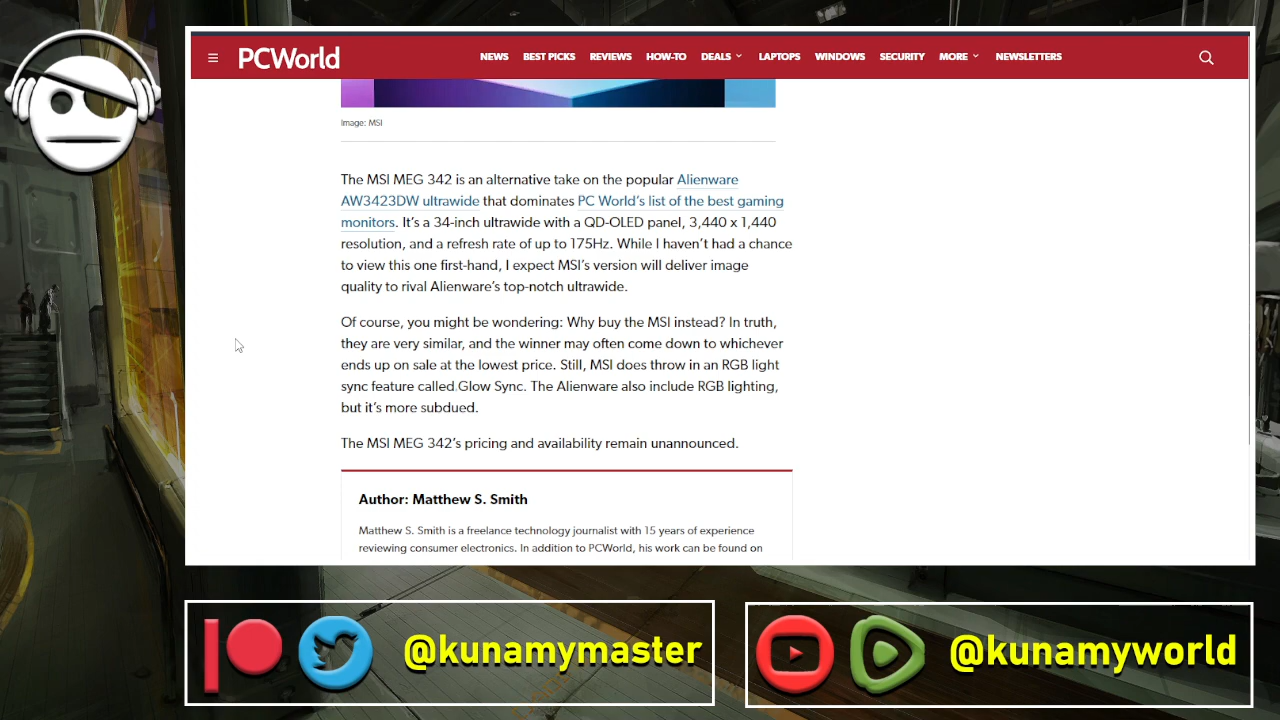 PCWorld
NEWS BEST PICKS REVIEWS HOW-TO DEALS LAPTOPS WINDOWS SECURITY MORE NEWSLETTERS
Image: MSI
The MSI MEG 342 is an alternative take on the popular Alienware
AW3423DW ultrawide that dominates PC World's list of the best gaming
monitors. It's a 34-inch ultrawide with a QD-OLED panel, 3,440 x 1,440
resolution, and a refresh rate of up to 175Hz. While I haven't had a chance
to view this one first-hand, I expect MSI's version will deliver image
quality to rival Alienware's top-notch ultrawide.
Of course, you might be wondering: Why buy the MSI instead? In truth,
they are very similar, and the winner may often come down to whichever
ends up on sale at the lowest price. Still, MSI does throw in an RGB light
sync feature called Glow Sync. The Alienware also include RGB lighting,
but it's more subdued.
The MSI MEG 342's pricing and availability remain unannounced.
Author: Matthew S. Smith
Matthew S. Smith is a freelance technology journalist with 15 years of experience
reviewing consumer electronics. In addition to PCWorld, his work can be found on
@kunamymaster
@kunamyworld